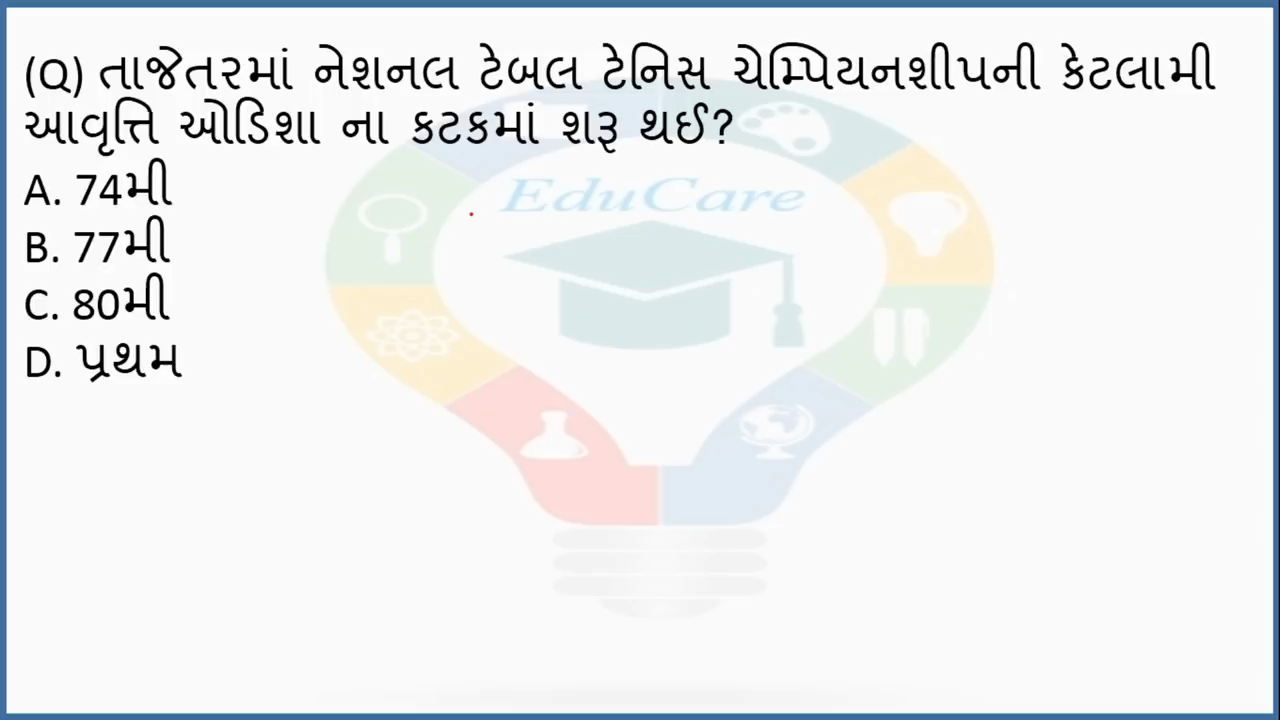 (Q) તાજેતરમાં નેશનલ ટેબલ ટેનિસ ચેમ્પિયનશીપની કેટલામી
આવૃત્તિ ઓડિશા ના કટકમાં શરૂ થઈ?
A. 74મી
EduCare
B. 77મી
C. 80મી
D. પ્રથમ